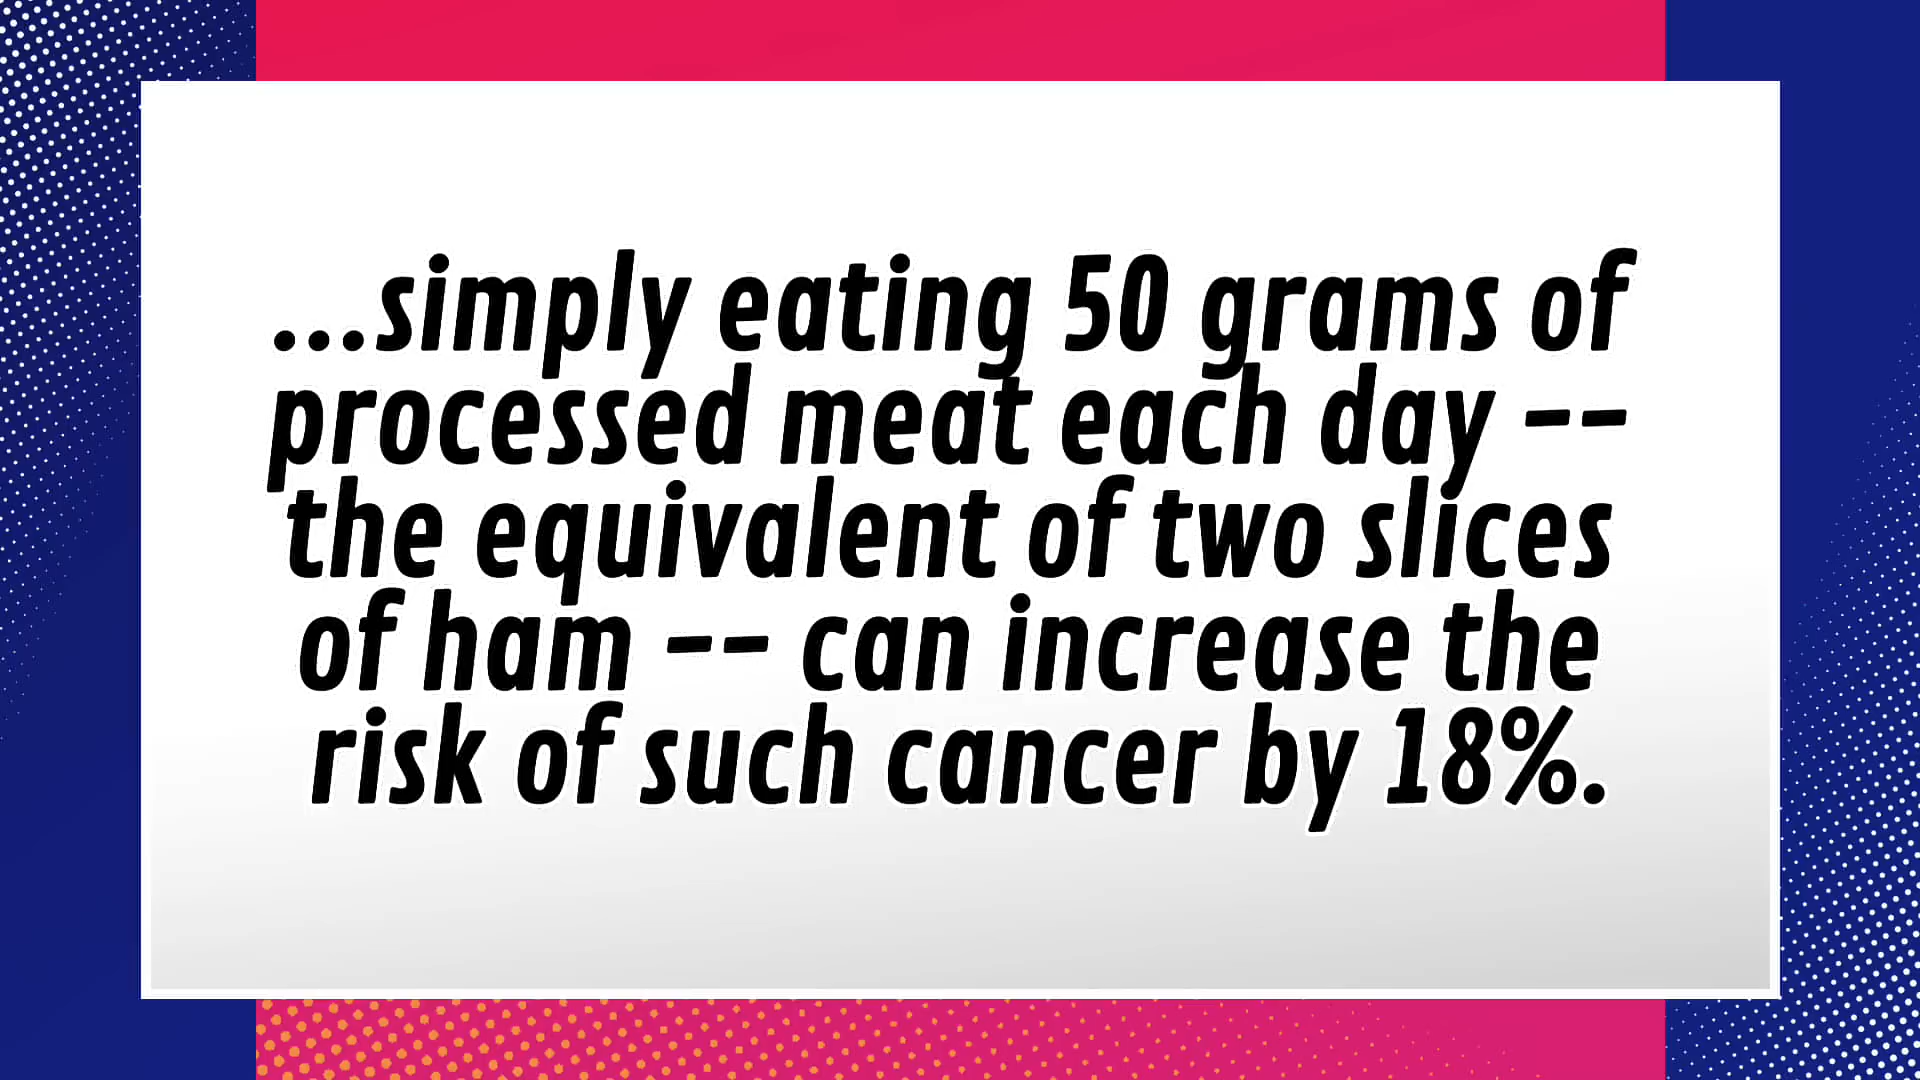 ...simply eating 50 grams of
processed meat each day --
the equivalent of two slices
of ham -- can increase the
risk of such cancer by 18%.